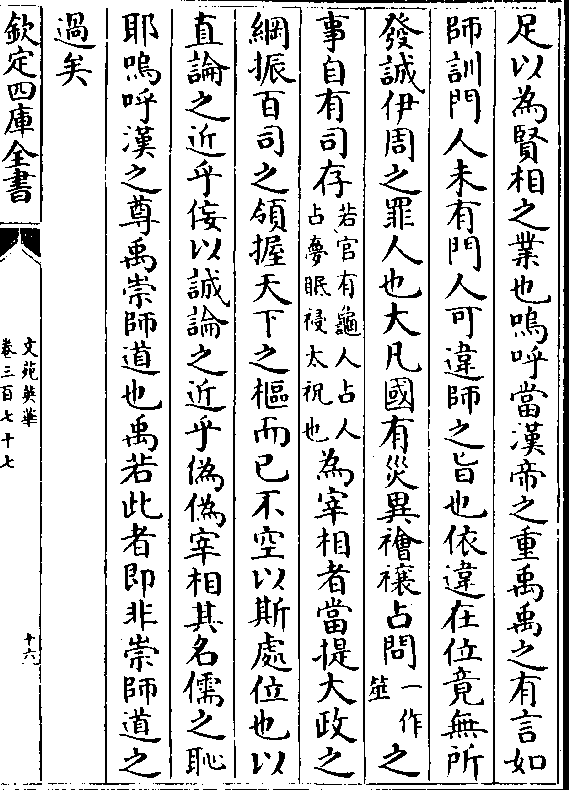 足以為賢相之業也嗚呼當漢帝之重禹禹之有言如
師訓門人未有門人可違師之旨也依違在位竟無所
發誠伊周之罪人也大凡國有災異禬禳占問一作筮之
事自有司存若官有龜人占人占夢眡祲太祝也為宰相者當提大政之
綱振百司之領握天下之樞而已不空以斯處位也以
直論之近乎佞以誠論之近乎偽偽宰相其名儒之恥
耶嗚呼漢之尊禹崇師道也禹若此者即非崇師道之
過矣
欽定四庫全書
文苑英華
卷三百七十七
十六